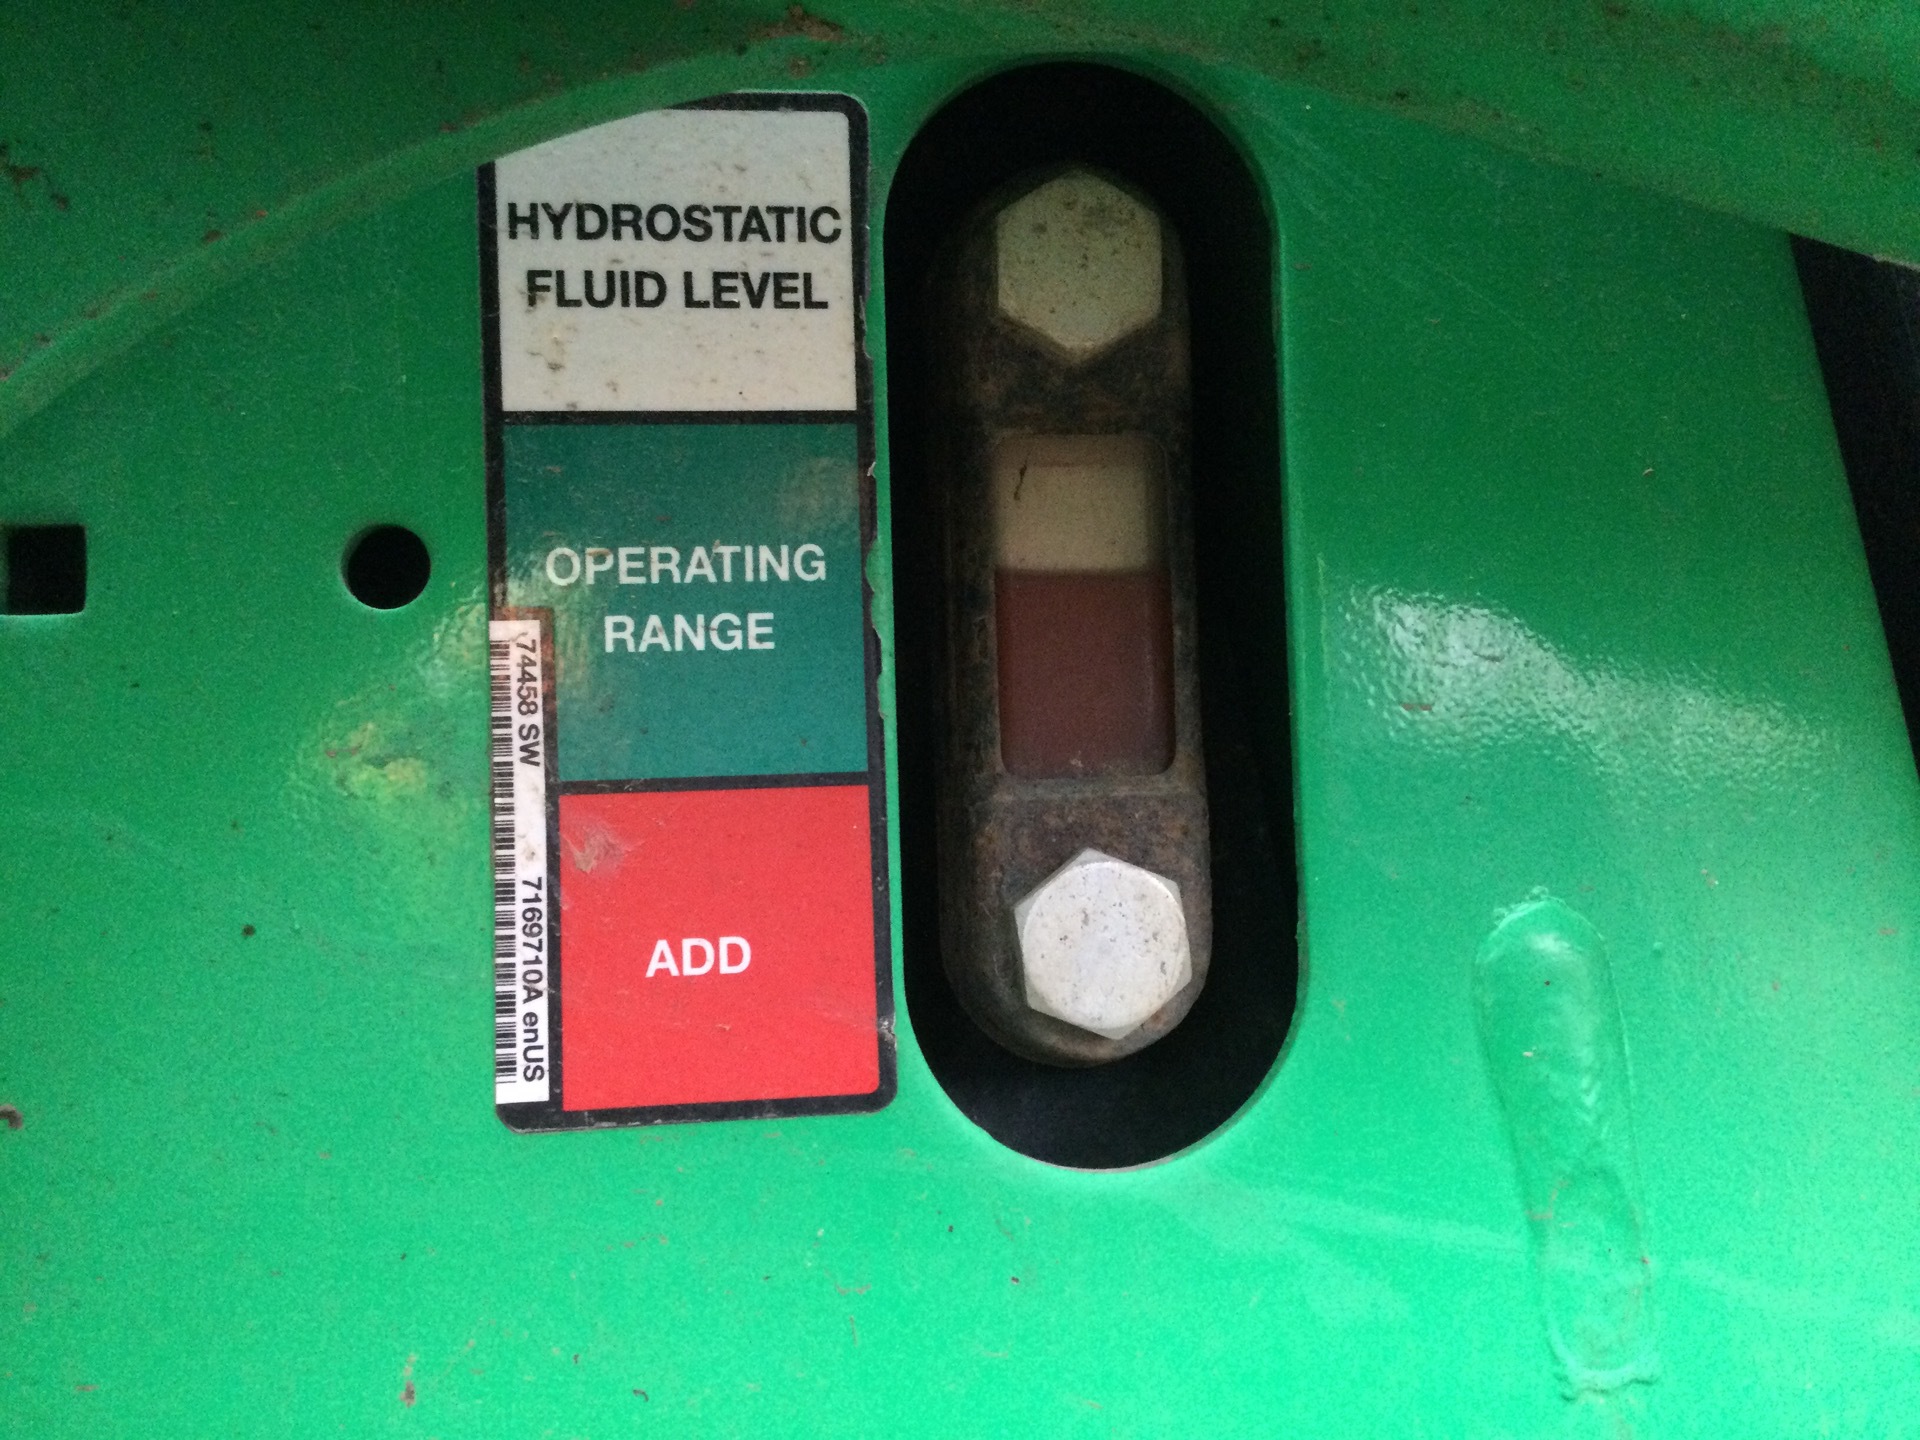 HYDROSTATIC
FLUID LEVEL
OPERATING
RANGE
ADD
74458 SW
7169710A enUS